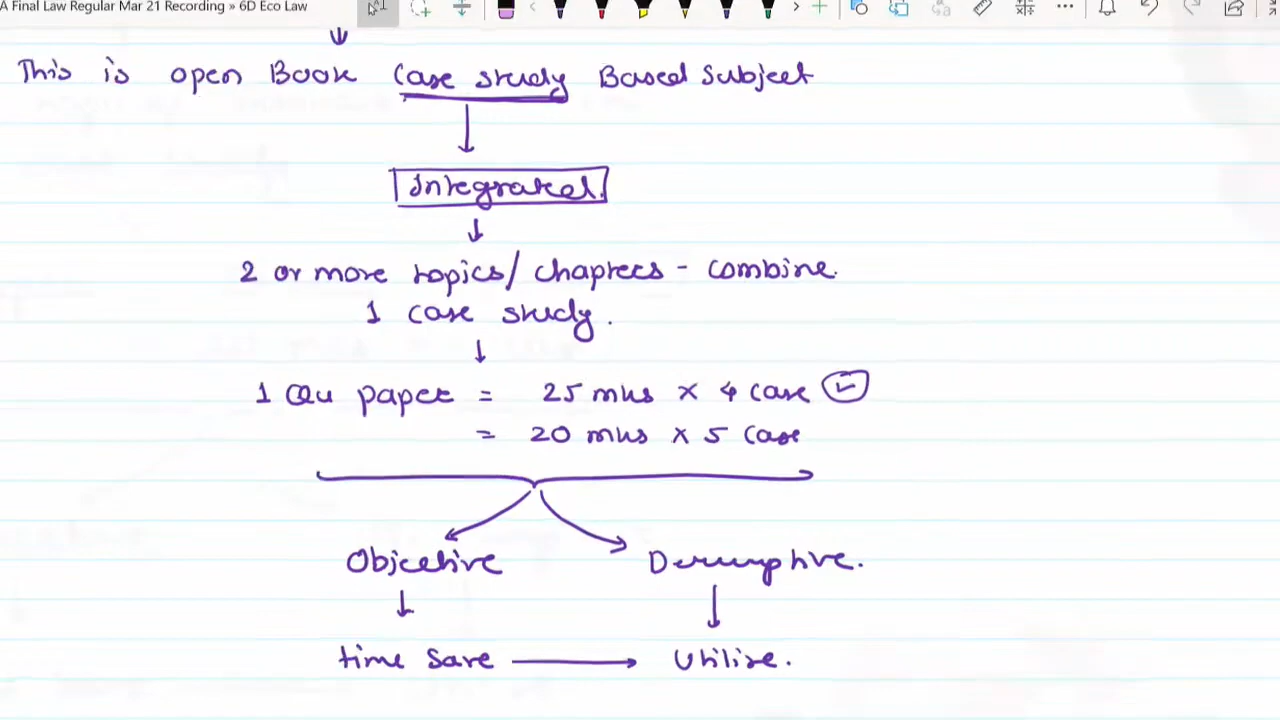 A Final Law Regular Mar 21 Recording » 6D Eco Law
This is open Book Case study Based Subject
Integrated.
2 or more topics/ chapters - combine.
1 case study.
1 Qu paper = 25 mks x 4 case
= 20 mks x 5 Case
Objective Descriptive.
time Save Utilise.